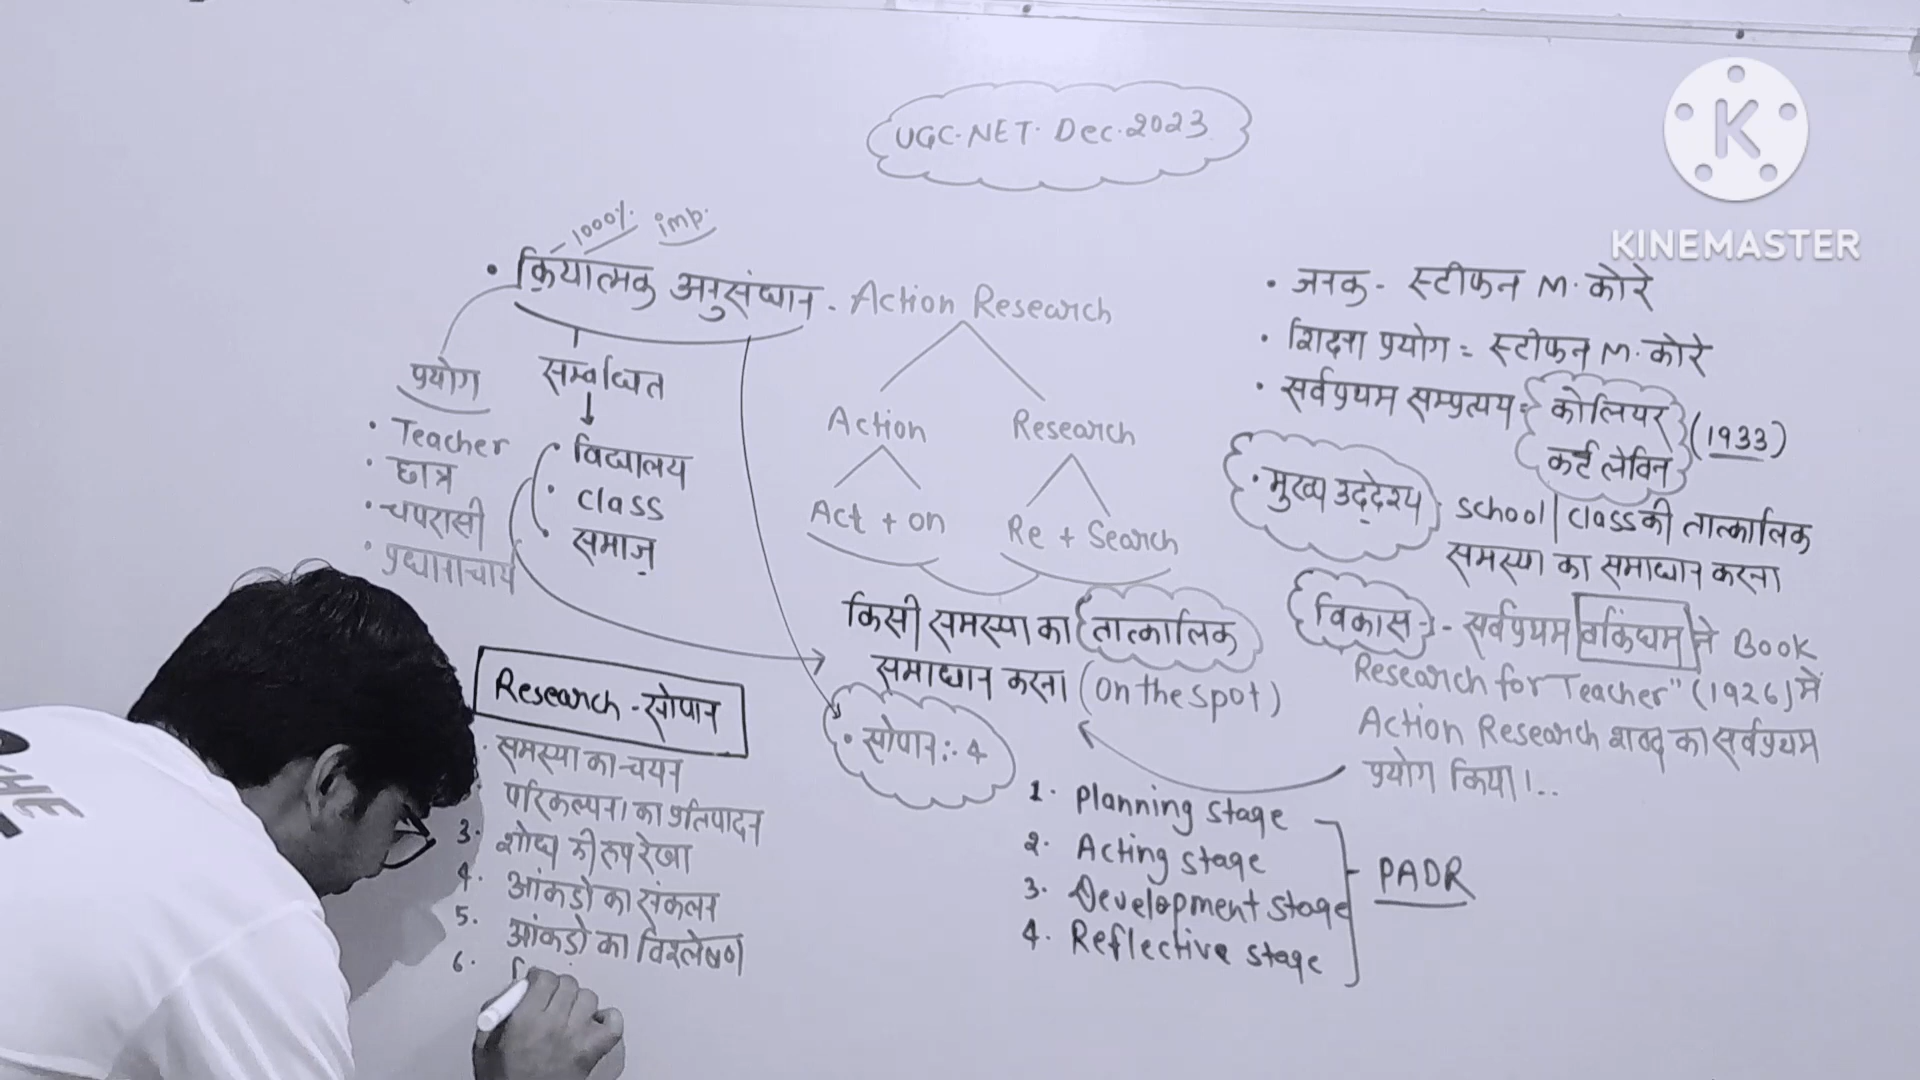 UGC-NET. Dec. 2023
K
KINEMASTER
1000% imp.
• क्रियात्मक अनुसंधान - Action Research
प्रयोग
• Teacher
• छात्र
• चपरासी
• प्रधानाचार्य
सम्बन्धित
• विद्यालय
• Class
• समाज
Action Research
Act + on Re + Search
किसी समस्या का तात्कालिक
समाधान करना (on the spot)
• सोपान :- 4
1. Planning stage
2. Acting stage
3. Development stage
4. Reflective stage
PADR
• जनक - स्टीफन M. कोरे
• शिक्षा प्रयोग = स्टीफन M. कोरे
• सर्वप्रथम सम्प्रत्यय = कोलियर
कर्ट लेविन (1933)
• मुख्य उद्देश्य - School | Class की तात्कालिक
समस्या का समाधान करना
विकास - - सर्वप्रथम बकिंघम ने Book
Research for Teacher" (1926) में
Action Research शब्द का सर्वप्रथम
प्रयोग किया।..
Research - सोपान
• समस्या का चयन
परिकल्पना का प्रतिपादन
3. शोध की रुपरेखा
4. आंकडो का संकलन
5. आंकडो का विश्लेषण
6.